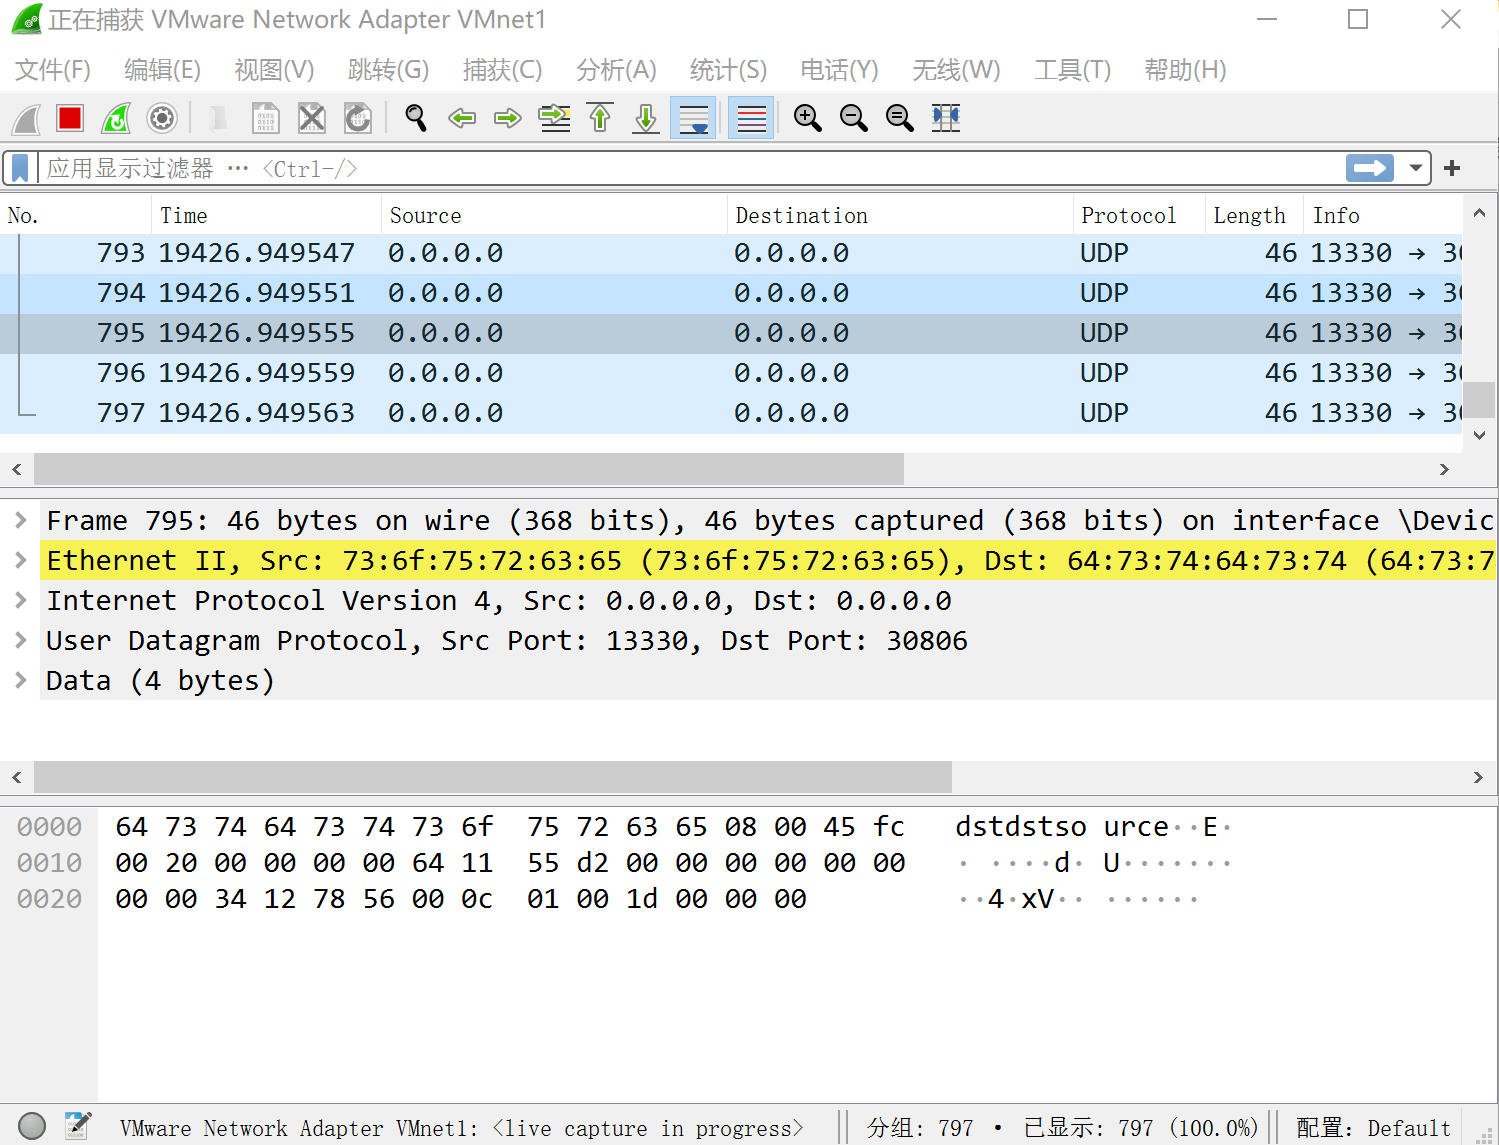 正在捕获 VMware Network Adapter VMnet1
文件(F) 编辑(E) 视图(V) 跳转(G) 捕获(C) 分析(A) 统计(S) 电话(Y) 无线(W) 工具(T) 帮助(H)
应用显示过滤器 … <Ctrl-/>
No. Time Source Destination Protocol Length Info
793 19426.949547 0.0.0.0 0.0.0.0 UDP 46 13330 → 30
794 19426.949551 0.0.0.0 0.0.0.0 UDP 46 13330 → 30
795 19426.949555 0.0.0.0 0.0.0.0 UDP 46 13330 → 30
796 19426.949559 0.0.0.0 0.0.0.0 UDP 46 13330 → 30
797 19426.949563 0.0.0.0 0.0.0.0 UDP 46 13330 → 30
Frame 795: 46 bytes on wire (368 bits), 46 bytes captured (368 bits) on interface \Devic
Ethernet II, Src: 73:6f:75:72:63:65 (73:6f:75:72:63:65), Dst: 64:73:74:64:73:74 (64:73:7
Internet Protocol Version 4, Src: 0.0.0.0, Dst: 0.0.0.0
User Datagram Protocol, Src Port: 13330, Dst Port: 30806
Data (4 bytes)
0000 64 73 74 64 73 74 73 6f 75 72 63 65 08 00 45 fc dstdstso urce··E·
0010 00 20 00 00 00 00 64 11 55 d2 00 00 00 00 00 00 · ····d· U·······
0020 00 00 34 12 78 56 00 0c 01 00 1d 00 00 00 ··4·xV·· ······
VMware Network Adapter VMnet1: <live capture in progress> 分组: 797 · 已显示: 797 (100.0%) 配置: Default